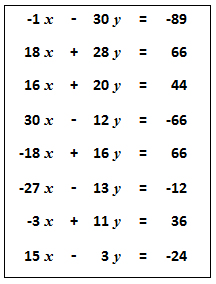 -1 x - 30 y = -89
18 x + 28 y = 66
16 x + 20 y = 44
30 x - 12 y = -66
-18 x + 16 y = 66
-27 x - 13 y = -12
-3 x + 11 y = 36
15 x - 3 y = -24